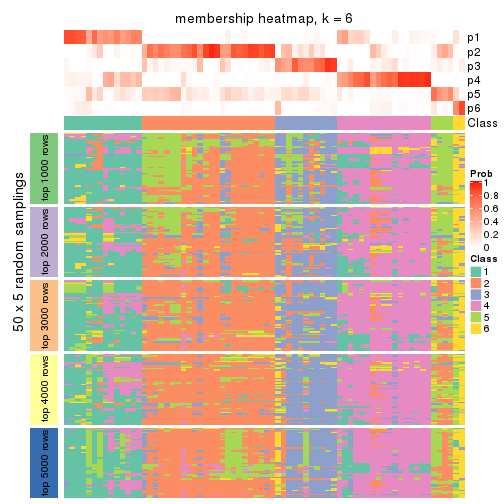 membership heatmap, k = 6
p1
p2
p3
p4
p5
p6
Class
Prob
1
0.8
0.6
0.4
0.2
0
Class
1
2
3
4
5
6
50 x 5 random samplings
top 1000 rows
top 2000 rows
top 3000 rows
top 4000 rows
top 5000 rows